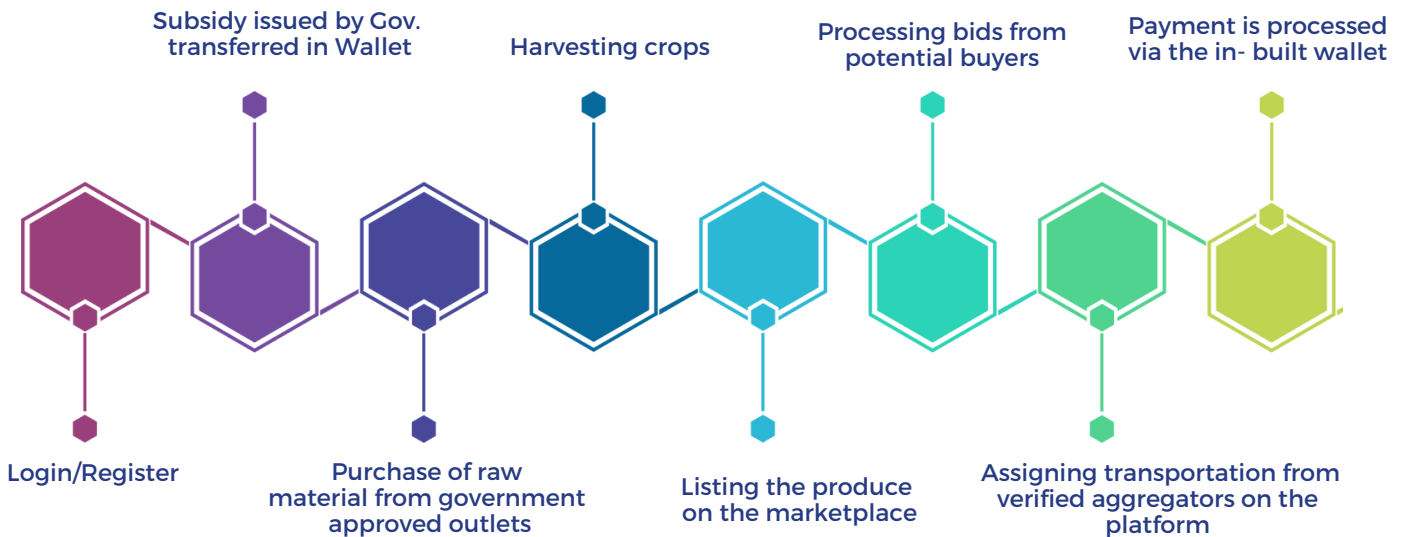 Subsidy issued by Gov.
transferred in Wallet
Harvesting crops
Processing bids from
potential buyers
Payment is processed
via the in- built wallet
Login/Register
Purchase of raw
material from government
approved outlets
Listing the produce
on the marketplace
Assigning transportation from
verified aggregators on the
platform